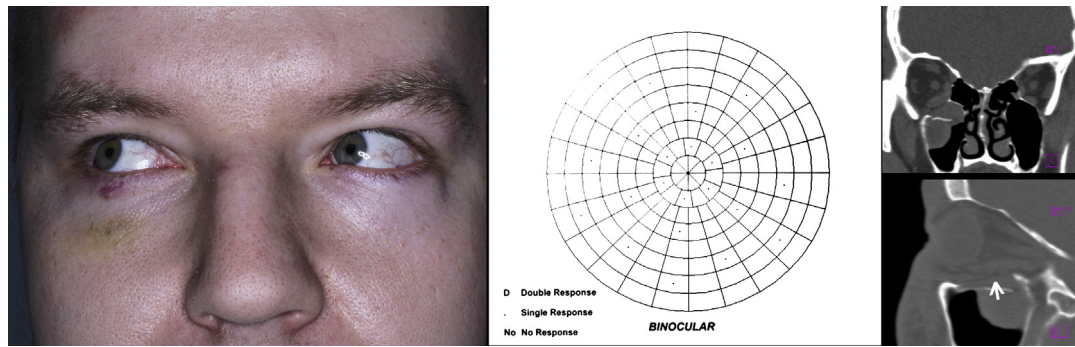 D Double Response
. Single Response
No No Response
BINOCULAR